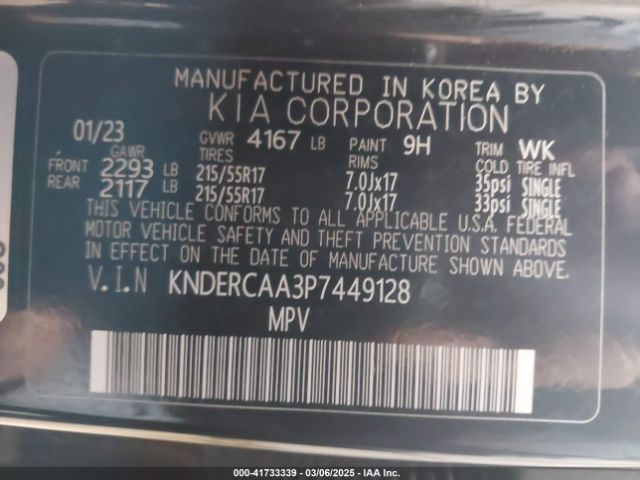 MANUFACTURED IN KOREA BY
KIA CORPORATION
01/23 GVWR 4167 LB PAINT 9H TRIM WK
GAWR TIRES RIMS COLD TIRE INFL
FRONT 2293 LB 215/55R17 7.0Jx17 35psi SINGLE
REAR 2117 LB 215/55R17 7.0Jx17 33psi SINGLE
THIS VEHICLE CONFORMS TO ALL APPLICABLE U.S.A. FEDERAL
MOTOR VEHICLE SAFETY AND THEFT PREVENTION STANDARDS
IN EFFECT ON THE DATE OF MANUFACTURE SHOWN ABOVE.
V.I.N KNDERCAA3P7449128
MPV
000-41733339 — 03/06/2025 — IAAI Inc.